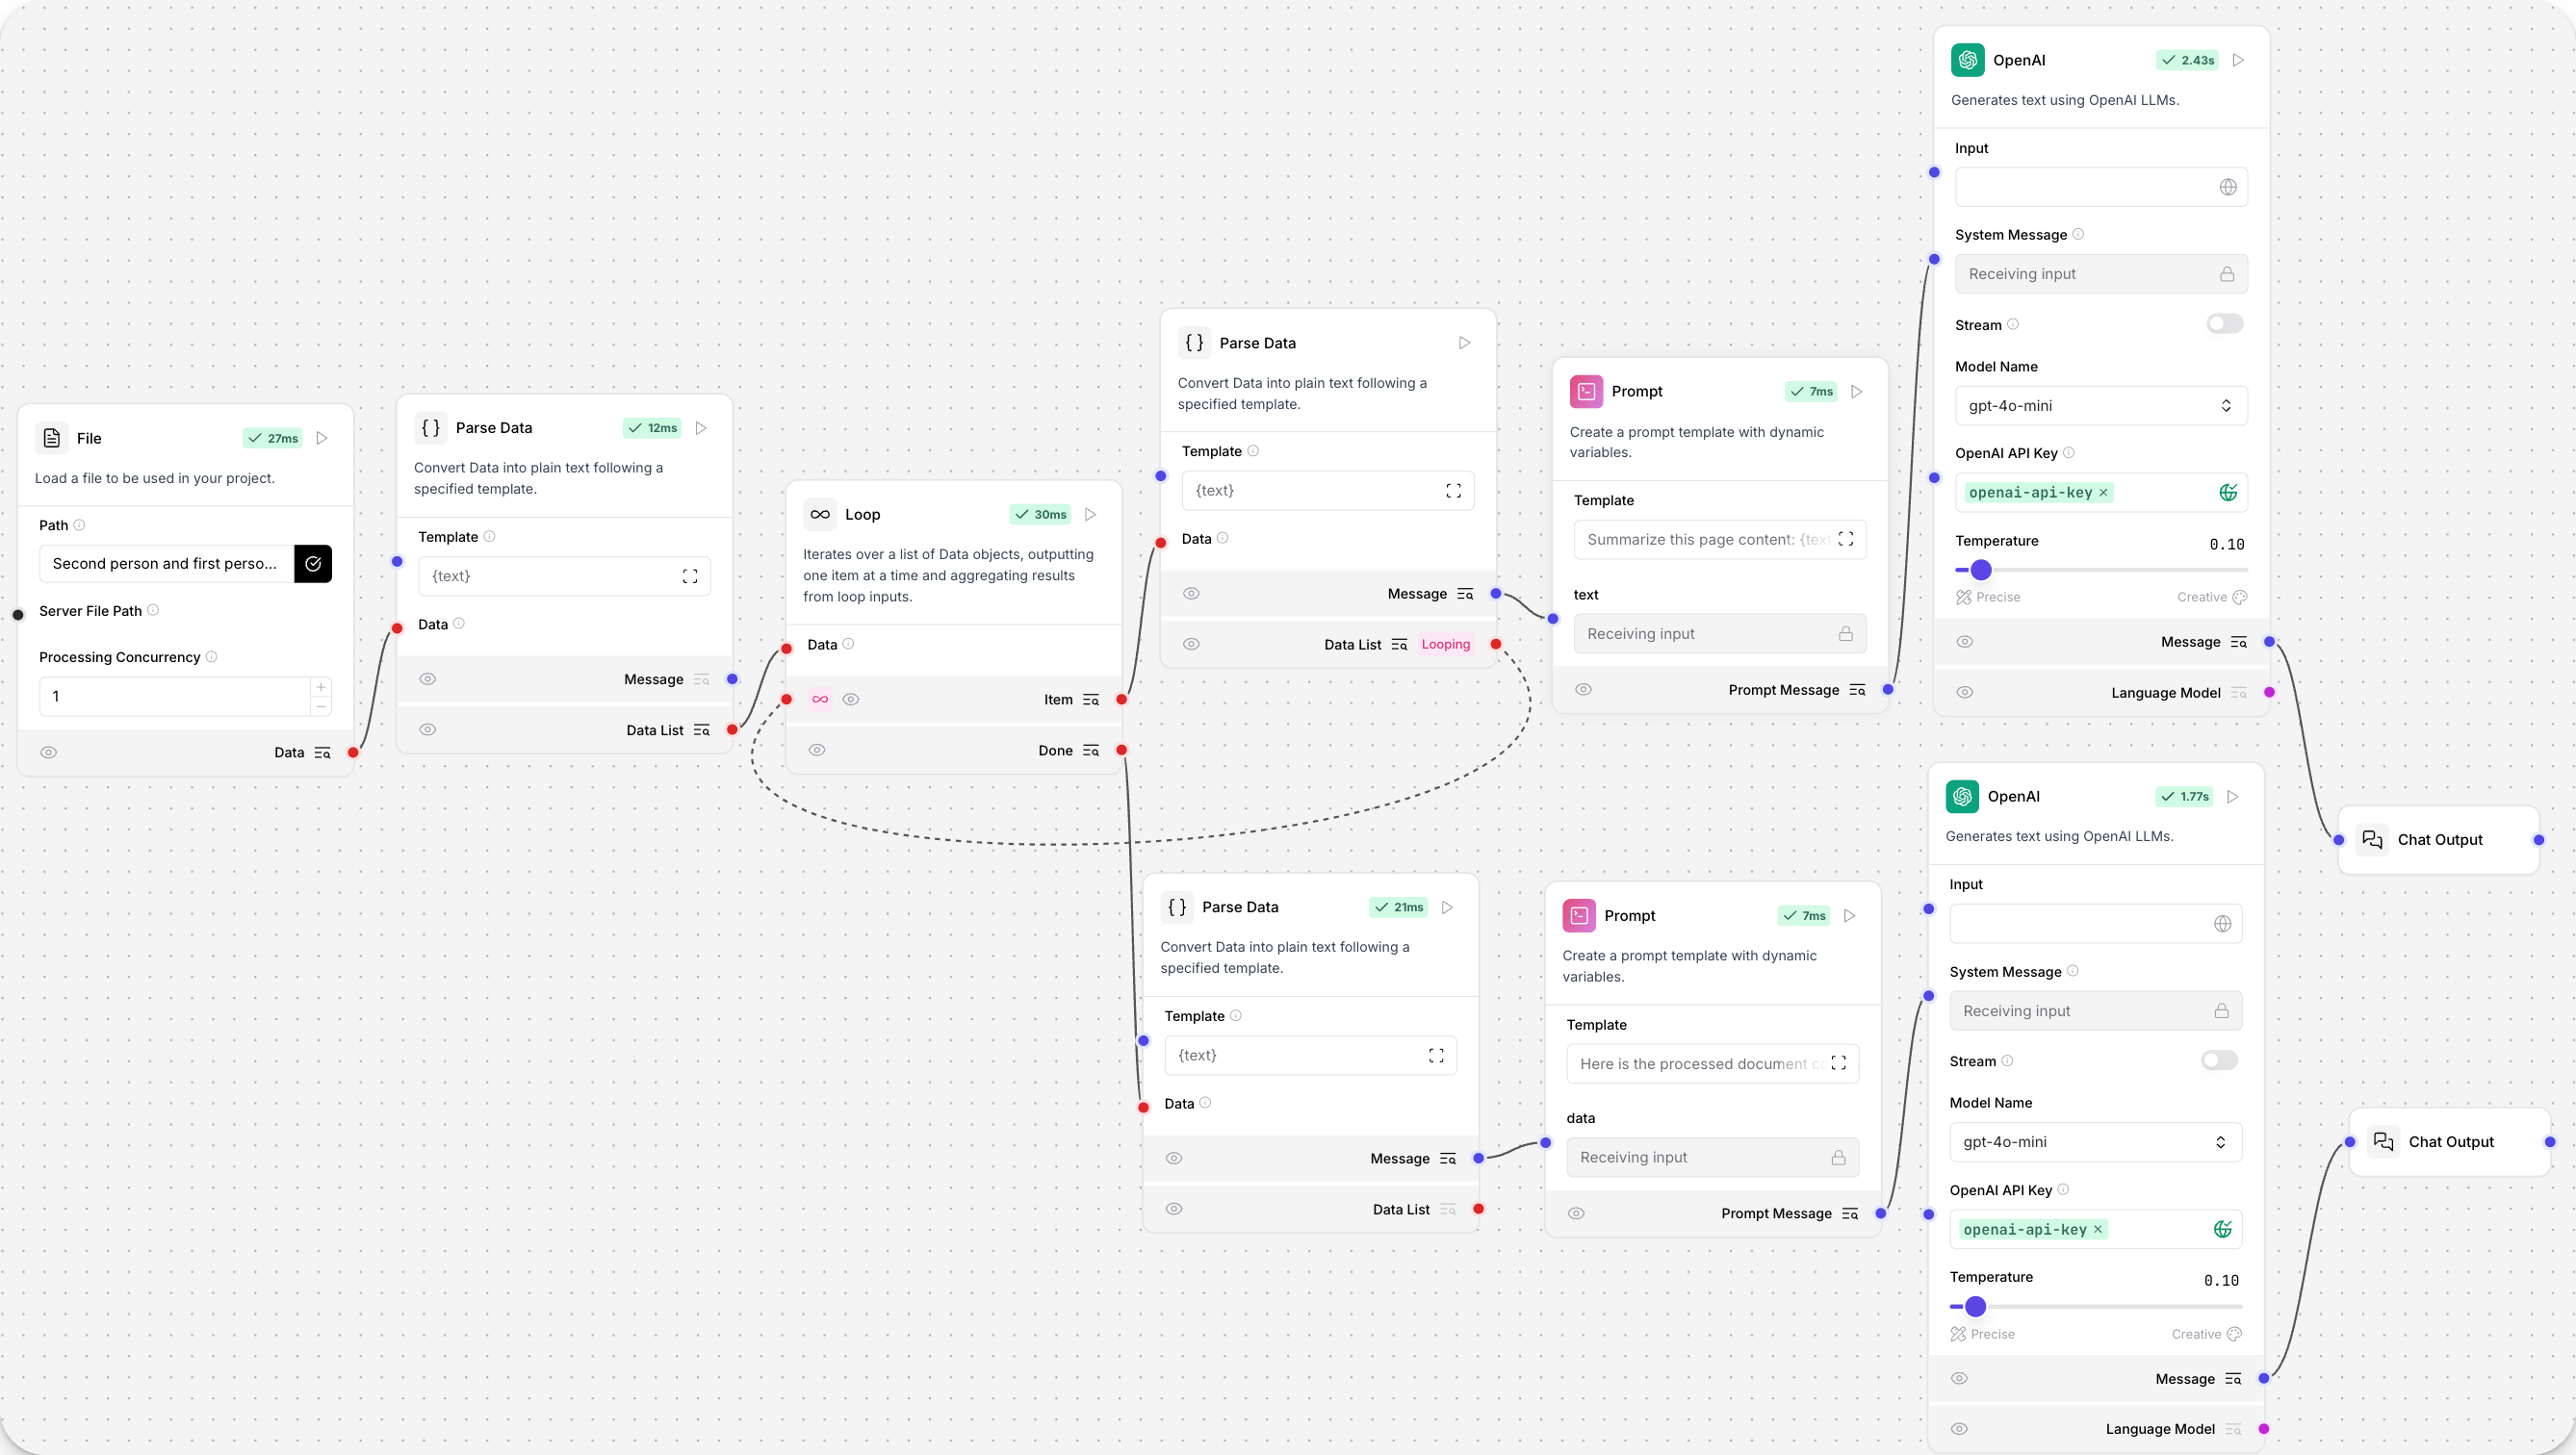 File
27ms
Load a file to be used in your project.
Path
Second person and first perso...
Server File Path
Processing Concurrency
1
Data
Parse Data
12ms
Convert Data into plain text following a
specified template.
Template
{text}
Data
Message
Data List
Loop
30ms
Iterates over a list of Data objects, outputting
one item at a time and aggregating results
from loop inputs.
Data
Item
Done
Parse Data
Convert Data into plain text following a
specified template.
Template
{text}
Data
Message
Data List
Looping
Prompt
7ms
Create a prompt template with dynamic
variables.
Template
Summarize this page content: {text
text
Receiving input
Prompt Message
OpenAI
2.43s
Generates text using OpenAI LLMs.
Input
System Message
Receiving input
Stream
Model Name
gpt-4o-mini
OpenAI API Key
openai-api-key ×
Temperature
0.10
Precise
Creative
Message
Language Model
Chat Output
Parse Data
21ms
Convert Data into plain text following a
specified template.
Template
{text}
Data
Message
Data List
Prompt
7ms
Create a prompt template with dynamic
variables.
Template
Here is the processed document
data
Receiving input
Prompt Message
OpenAI
1.77s
Generates text using OpenAI LLMs.
Input
System Message
Receiving input
Stream
Model Name
gpt-4o-mini
OpenAI API Key
openai-api-key ×
Temperature
0.10
Precise
Creative
Message
Language Model
Chat Output